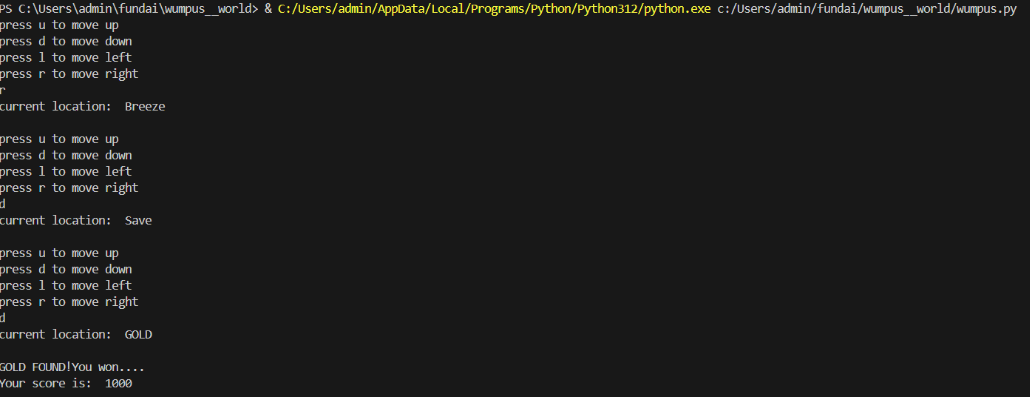 PS C:\Users\admin\fundai\wumpus__world> & C:/Users/admin/AppData/Local/Programs/Python/Python312/python.exe c:/Users/admin/fundai/wumpus__world/wumpus.py
press u to move up
press d to move down
press l to move left
press r to move right
r
current location:  Breeze
press u to move up
press d to move down
press l to move left
press r to move right
d
current location:  Save
press u to move up
press d to move down
press l to move left
press r to move right
d
current location:  GOLD
GOLD FOUND!You won....
Your score is:  1000